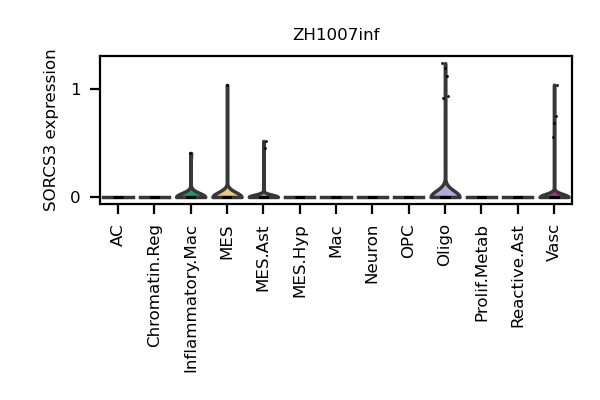 ZH1007inf
SORCS3 expression
1
0
AC
Chromatin.Reg
Inflammatory.Mac
MES
MES.Ast
MES.Hyp
Mac
Neuron
OPC
Oligo
Prolif.Metab
Reactive.Ast
Vasc